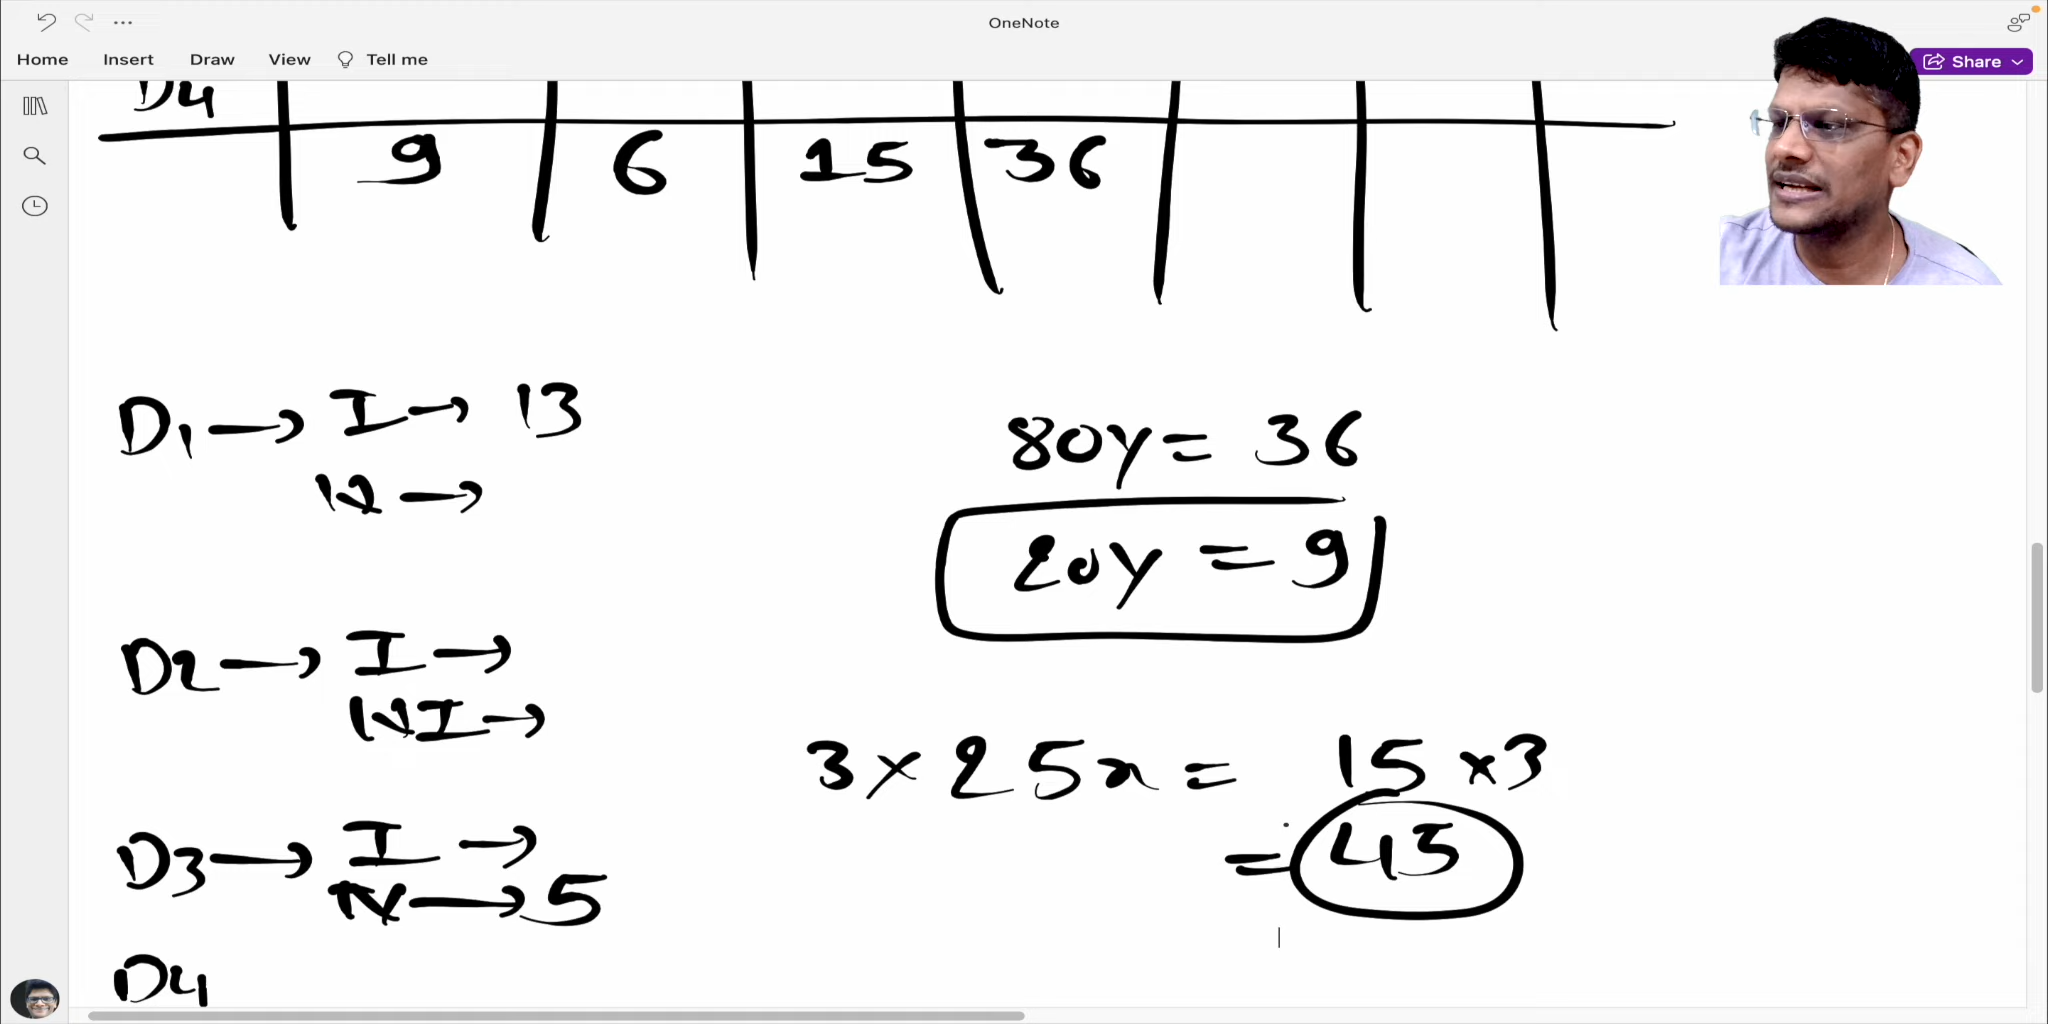 OneNote
Home Insert Draw View Tell me Share
D4
9 6 15 36
D1 → I → 13
N →
80y = 36
20y = 9
D2 → I →
NI →
3 × 25x = 15 × 3
= 45
D3 → I →
N → 5
D4